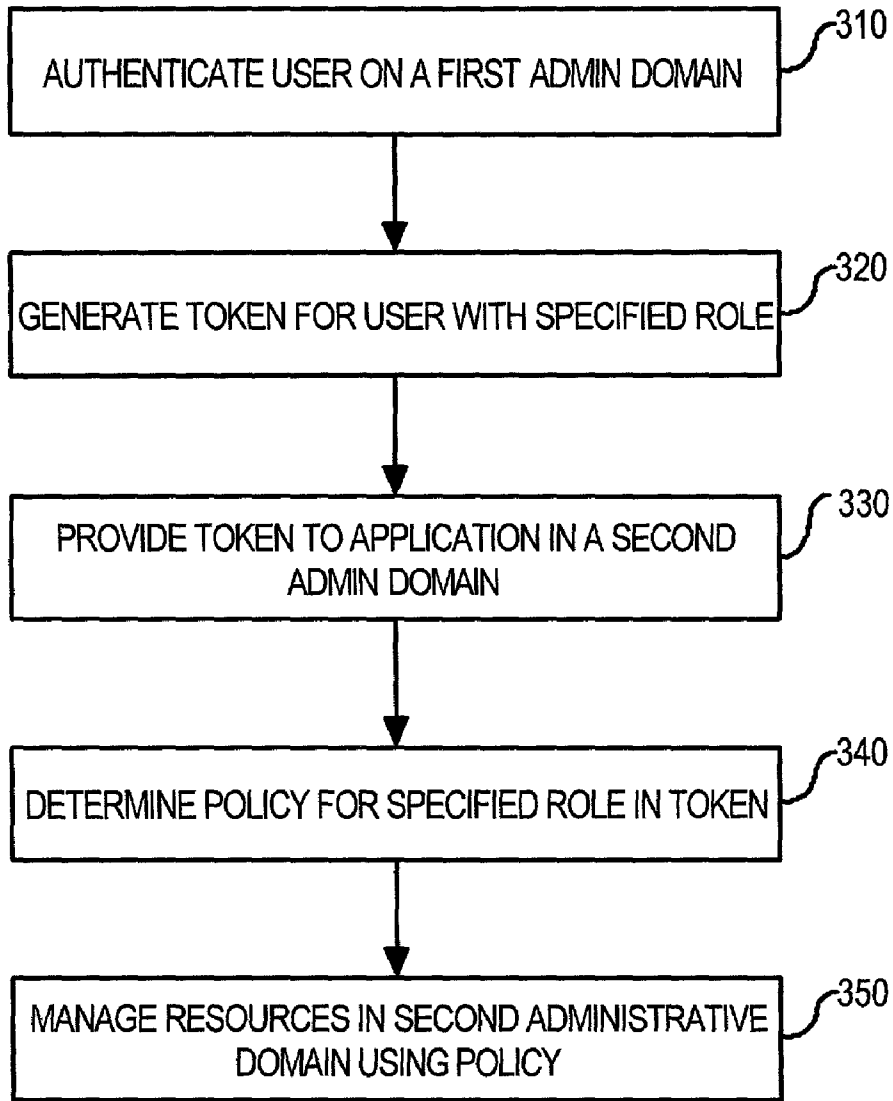 310
AUTHENTICATE USER ON A FIRST ADMIN DOMAIN
320
GENERATE TOKEN FOR USER WITH SPECIFIED ROLE
330
PROVIDE TOKEN TO APPLICATION IN A SECOND
ADMIN DOMAIN
340
DETERMINE POLICY FOR SPECIFIED ROLE IN TOKEN
350
MANAGE RESOURCES IN SECOND ADMINISTRATIVE
DOMAIN USING POLICY